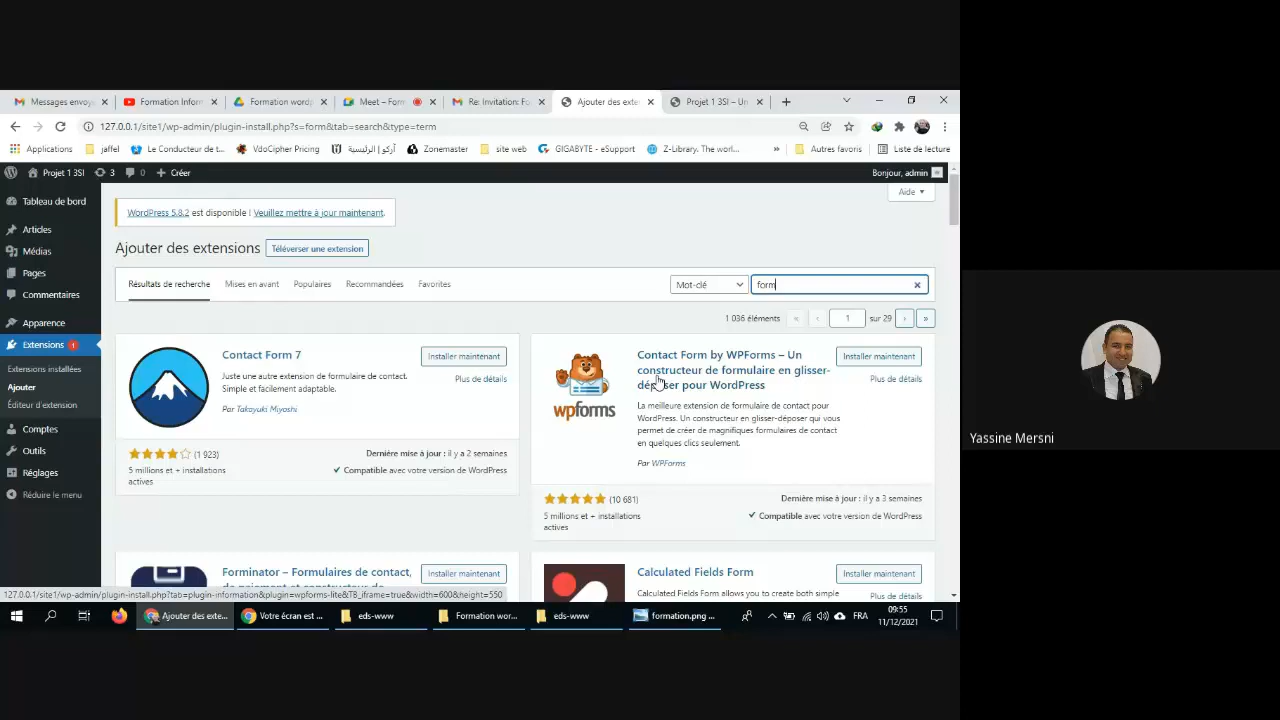 Messages envoy
Formation Inforr
Formation wordp
Meet – Form
Re: Invitation: Fo
Ajouter des exte
Projet 1 3SI – Un
127.0.0.1/site1/wp-admin/plugin-install.php?s=form&tab=search&type=term
Applications
jaffel
Le Conducteur de t...
VdoCipher Pricing
أركو | الرئيسية
Zonemaster
site web
GIGABYTE - eSupport
Z-Library. The worl...
»
Autres favoris
Liste de lecture
Projet 1 3SI
3
0
Créer
Bonjour, admin
Tableau de bord
Articles
Médias
Pages
Commentaires
Apparence
Extensions 1
Extensions installées
Ajouter
Éditeur d'extension
Comptes
Outils
Réglages
Réduire le menu
Aide
WordPress 5.8.2 est disponible ! Veuillez mettre à jour maintenant.
Ajouter des extensions
Téléverser une extension
Résultats de recherche
Mises en avant
Populaires
Recommandées
Favorites
Mot-clé
form
1 036 éléments « ‹ 1 sur 29 › »
Contact Form 7
Installer maintenant
Plus de détails
Juste une autre extension de formulaire de contact.
Simple et facilement adaptable.
Par Takayuki Miyoshi
(1 923)
5 millions et + installations
actives
Dernière mise à jour : il y a 2 semaines
Compatible avec votre version de WordPress
wpforms
Contact Form by WPForms – Un
constructeur de formulaire en glisser-
déposer pour WordPress
Installer maintenant
Plus de détails
La meilleure extension de formulaire de contact pour
WordPress. Un constructeur en glisser-déposer qui vous
permet de créer de magnifiques formulaires de contact
en quelques clics seulement.
Par WPForms
(10 681)
5 millions et + installations
actives
Dernière mise à jour : il y a 3 semaines
Compatible avec votre version de WordPress
Forminator – Formulaires de contact,
de paiement et constructeur de
Installer maintenant
Calculated Fields Form
Installer maintenant
Plus de détails
Calculated Fields Form allows you to create both simple
127.0.0.1/site1/wp-admin/plugin-install.php?tab=plugin-information&plugin=wpforms-lite&TB_iframe=true&width=600&height=550
Ajouter des exte...
Votre écran est ...
eds-www
Formation wor...
eds-www
formation.png ...
FRA
09:55
11/12/2021
Yassine Mersni